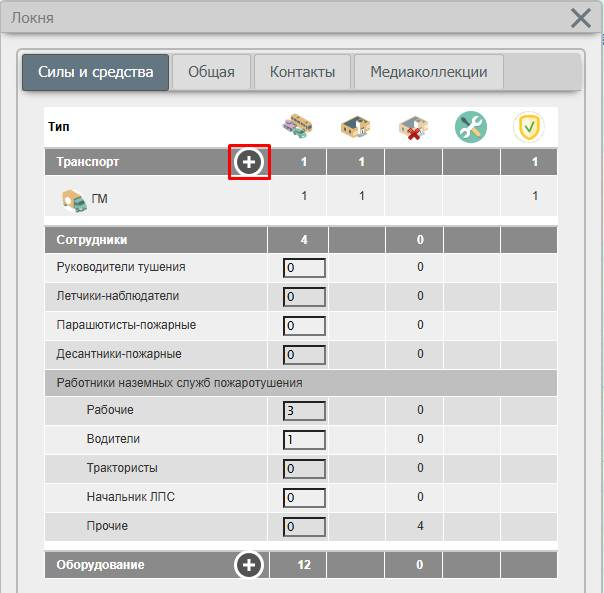 Локня
Силы и средства Общая Контакты Медиаколлекции
Тип
Транспорт 1 1 1
ГМ 1 1 1
Сотрудники 4 0
Руководители тушения 0 0
Летчики-наблюдатели 0 0
Парашютисты-пожарные 0 0
Десантники-пожарные 0 0
Работники наземных служб пожаротушения
Рабочие 3 0
Водители 1 0
Трактористы 0 0
Начальник ЛПС 0 0
Прочие 0 4
Оборудование 12 0